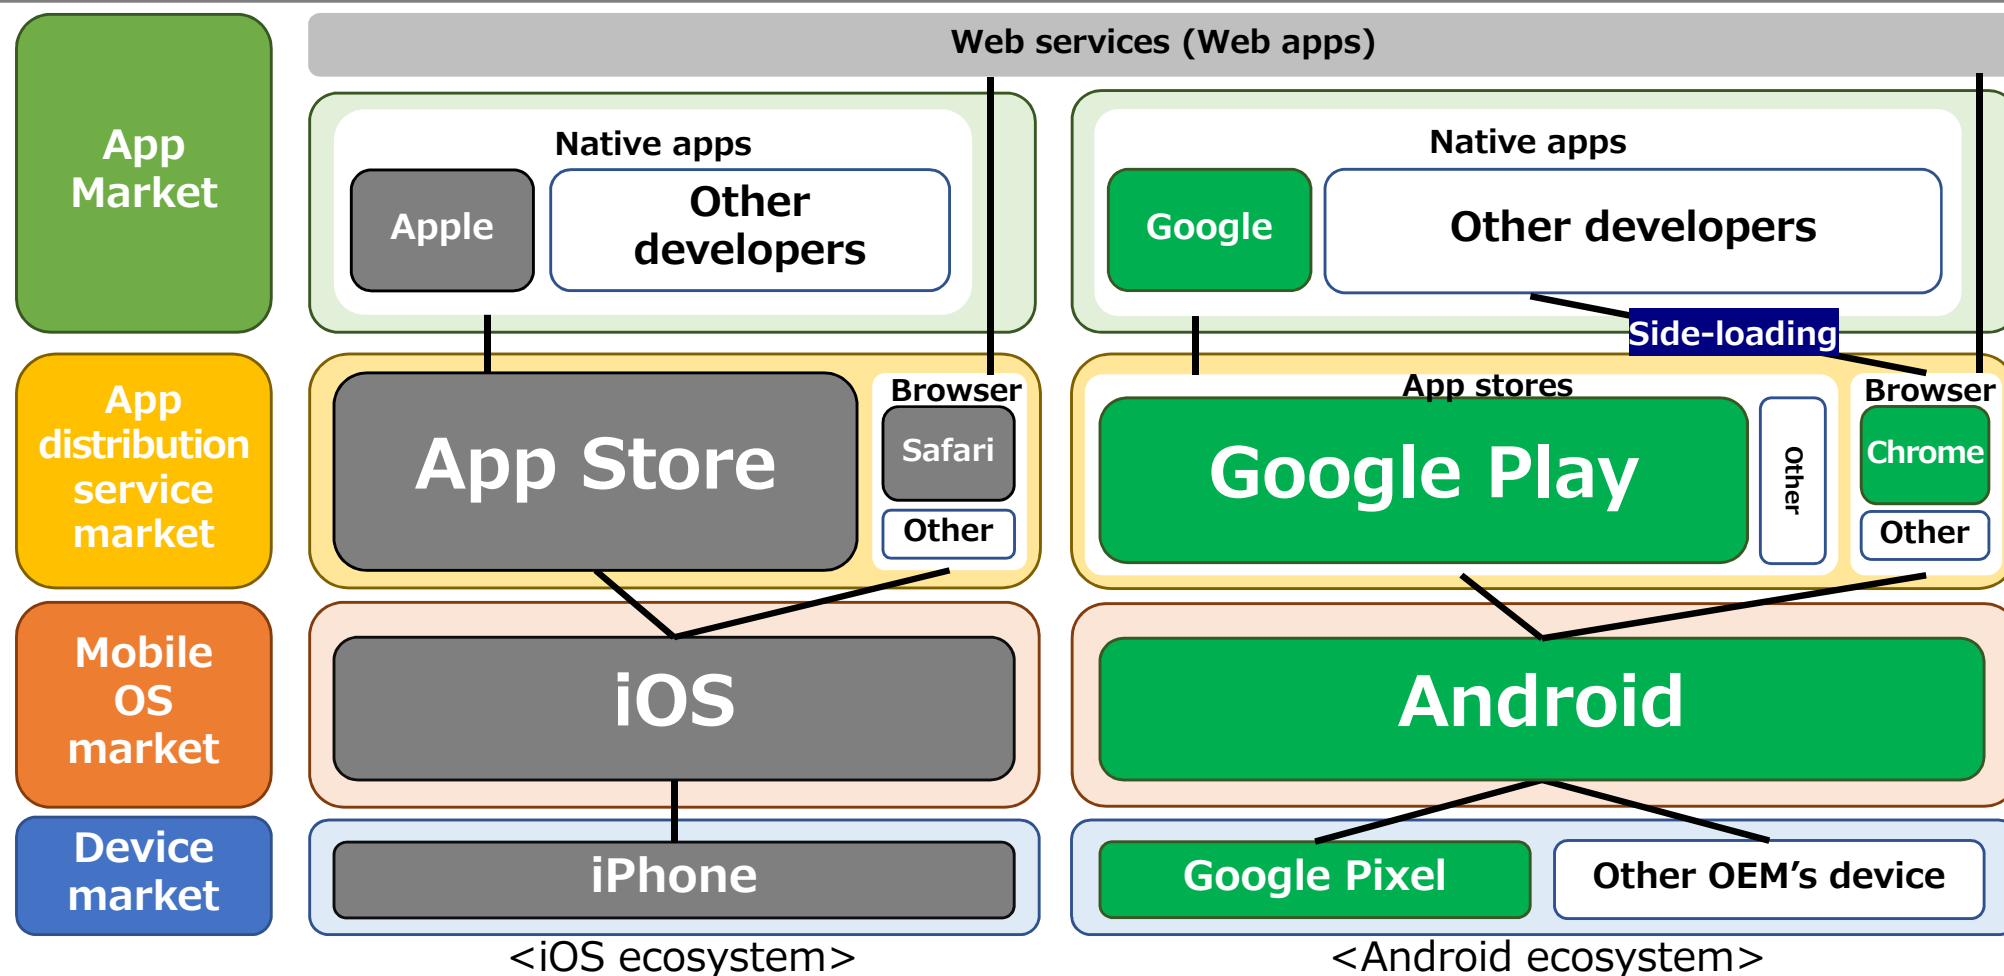 Web services (Web apps)
App
Market
Native apps
Apple
Other
developers
Native apps
Google
Other developers
Side-loading
App
distribution
service
market
App Store
Browser
Safari
Other
App stores
Google Play
Other
Browser
Chrome
Other
Mobile
OS
market
iOS
Android
Device
market
iPhone
Google Pixel
Other OEM's device
<iOS ecosystem>
<Android ecosystem>